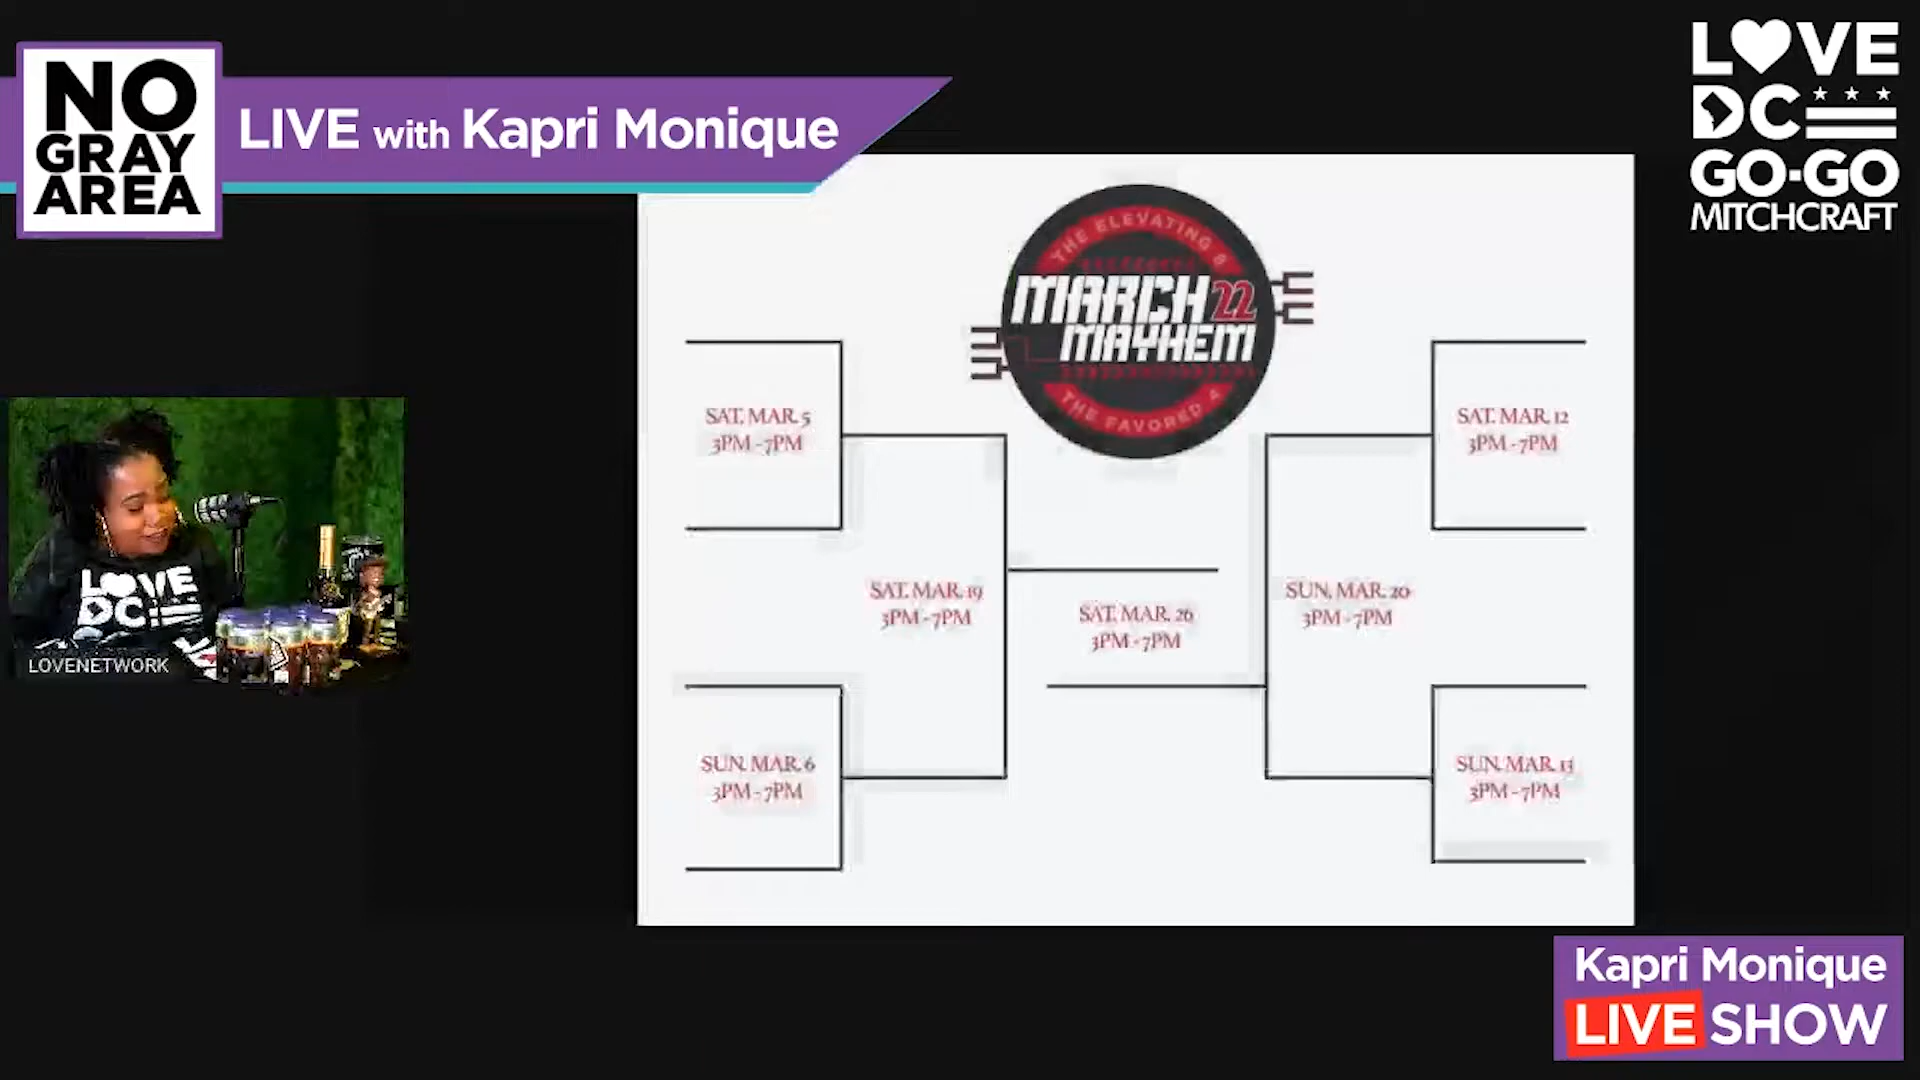 NO
GRAY
AREA
LIVE with Kapri Monique
LOVE
DC
GO-GO
MITCHCRAFT
THE ELEVATING 8
MARCH 22
MAYHEM
THE FAVORED 4
SAT. MAR. 5
3PM - 7PM
SAT. MAR. 12
3PM - 7PM
SAT. MAR. 19
3PM - 7PM
SAT. MAR. 26
3PM - 7PM
SUN. MAR. 20
3PM - 7PM
SUN. MAR. 6
3PM - 7PM
SUN. MAR. 13
3PM - 7PM
LOVE
DC
LOVENETWORK
Kapri Monique
LIVE SHOW